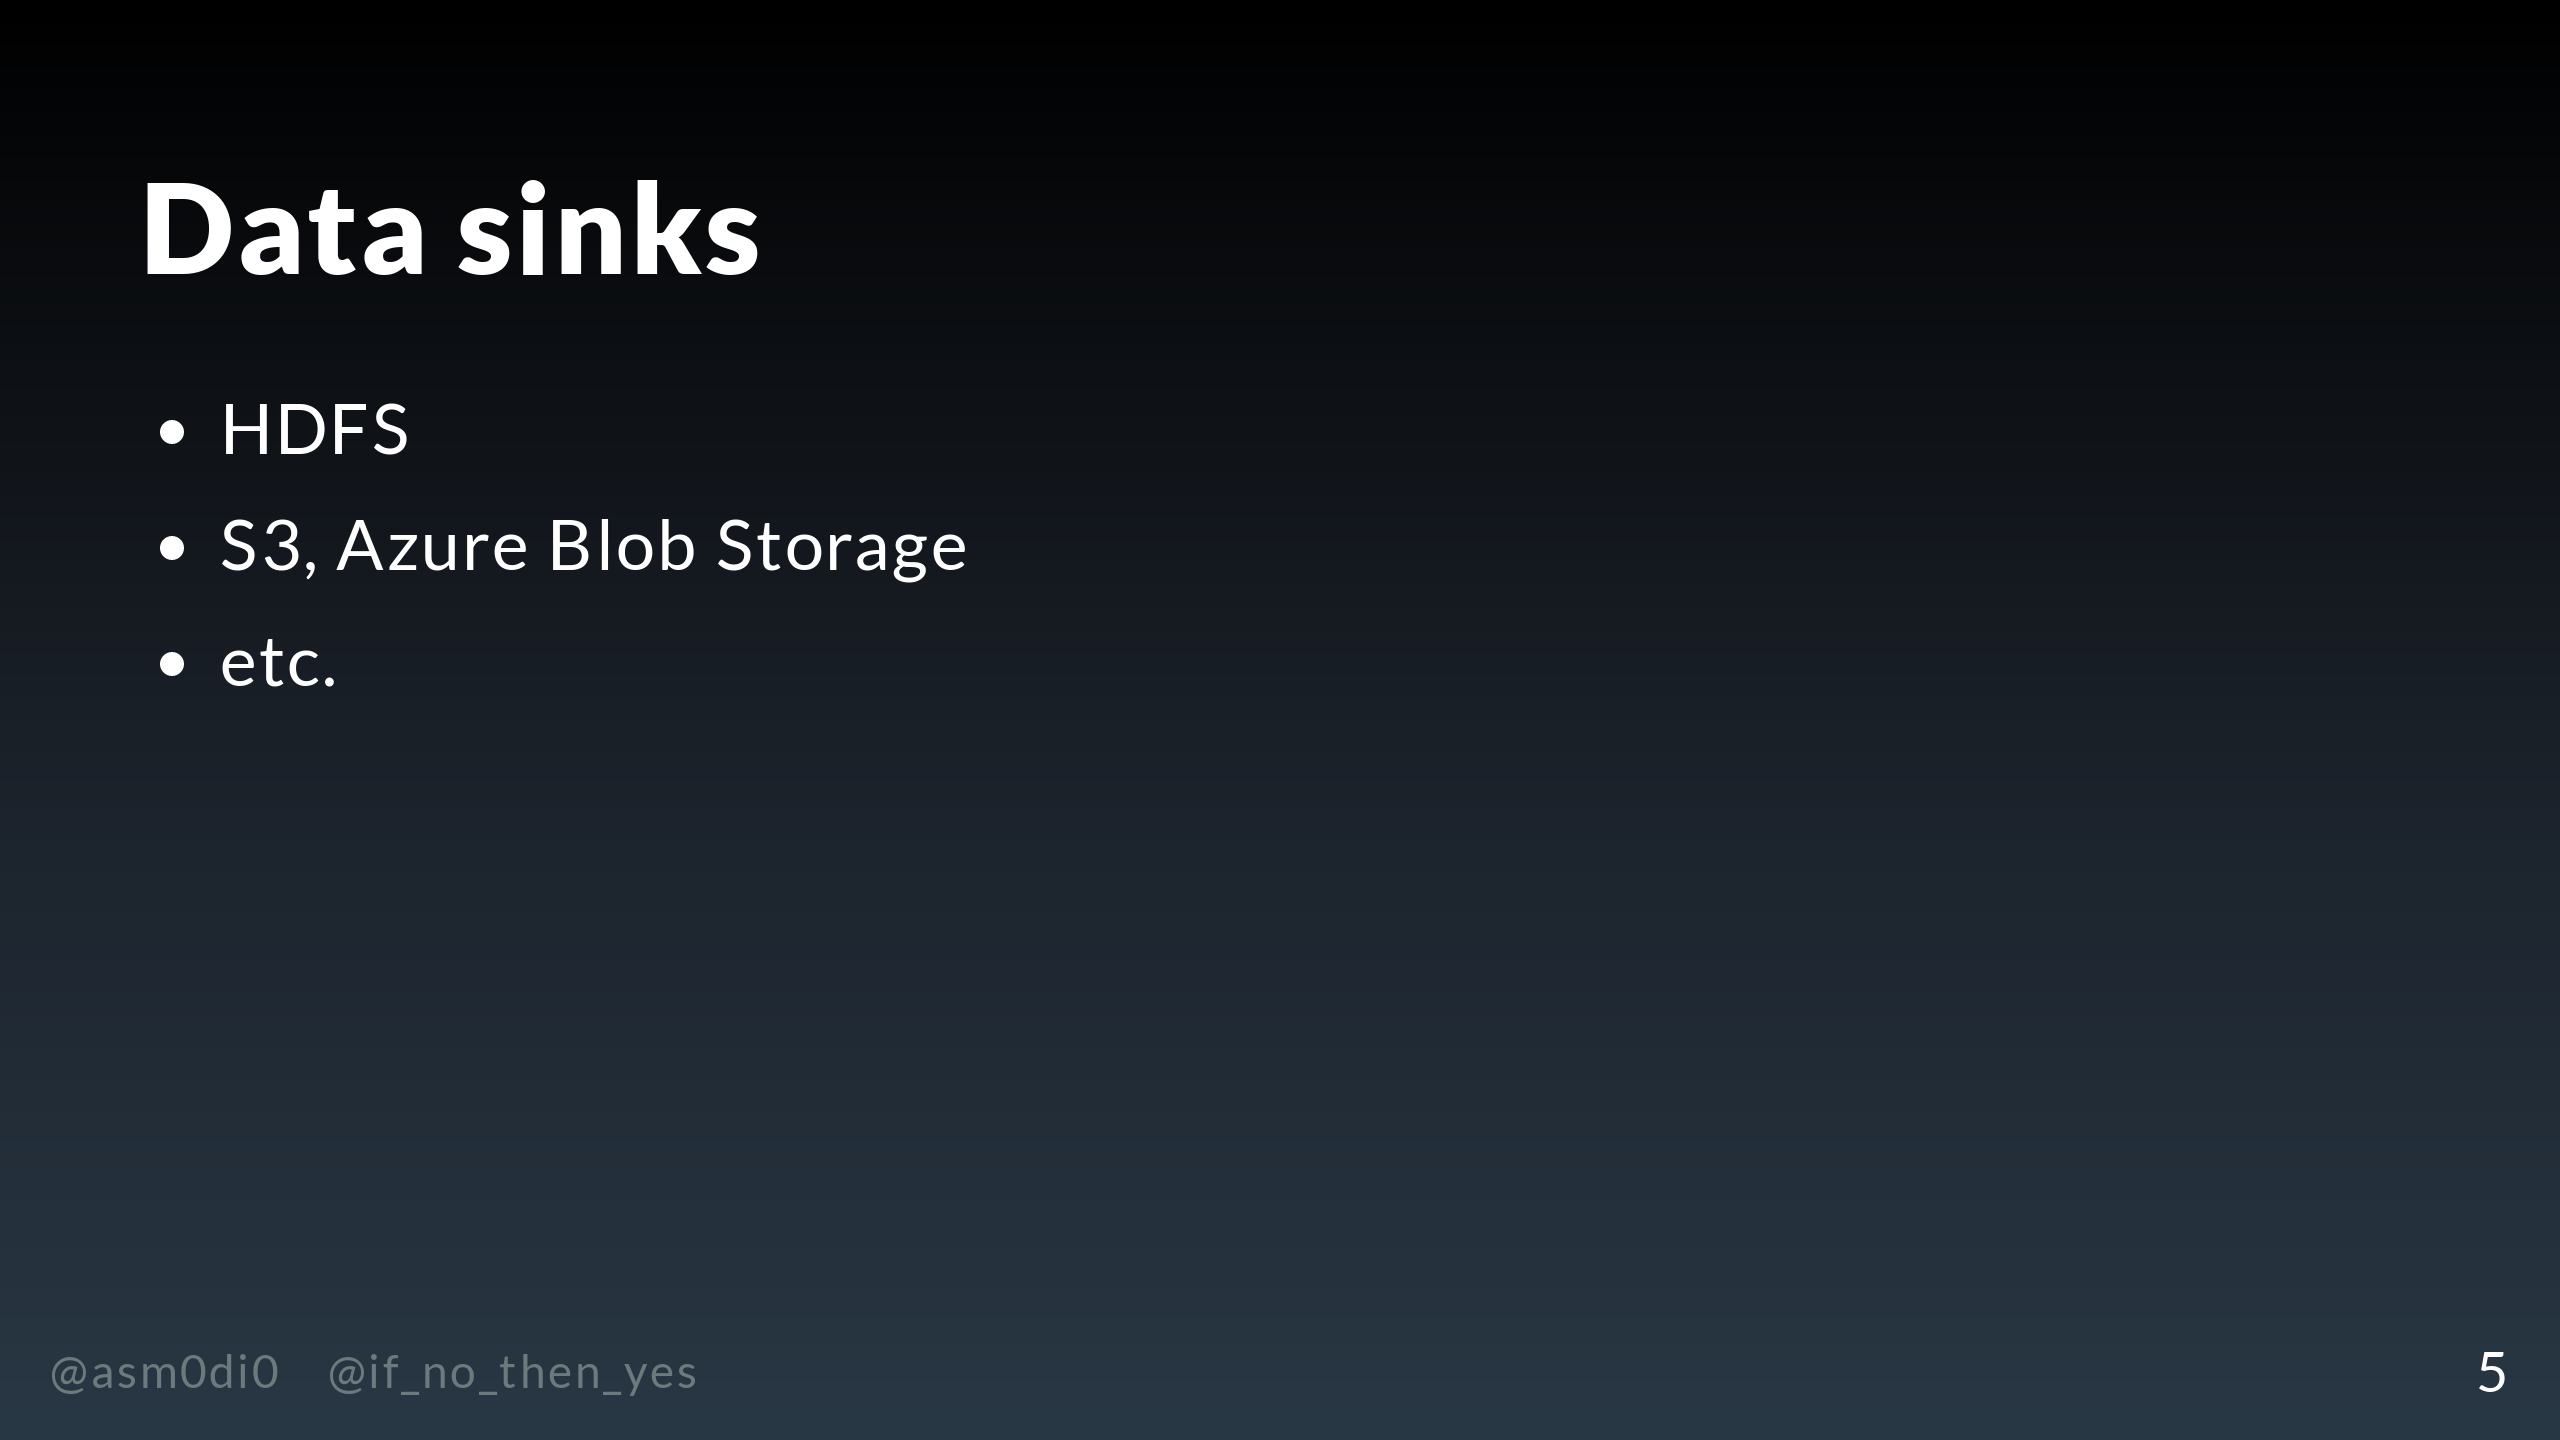 Data sinks
• HDFS
• S3, Azure Blob Storage
• etc.
@asm0di0 @if_no_then_yes
5